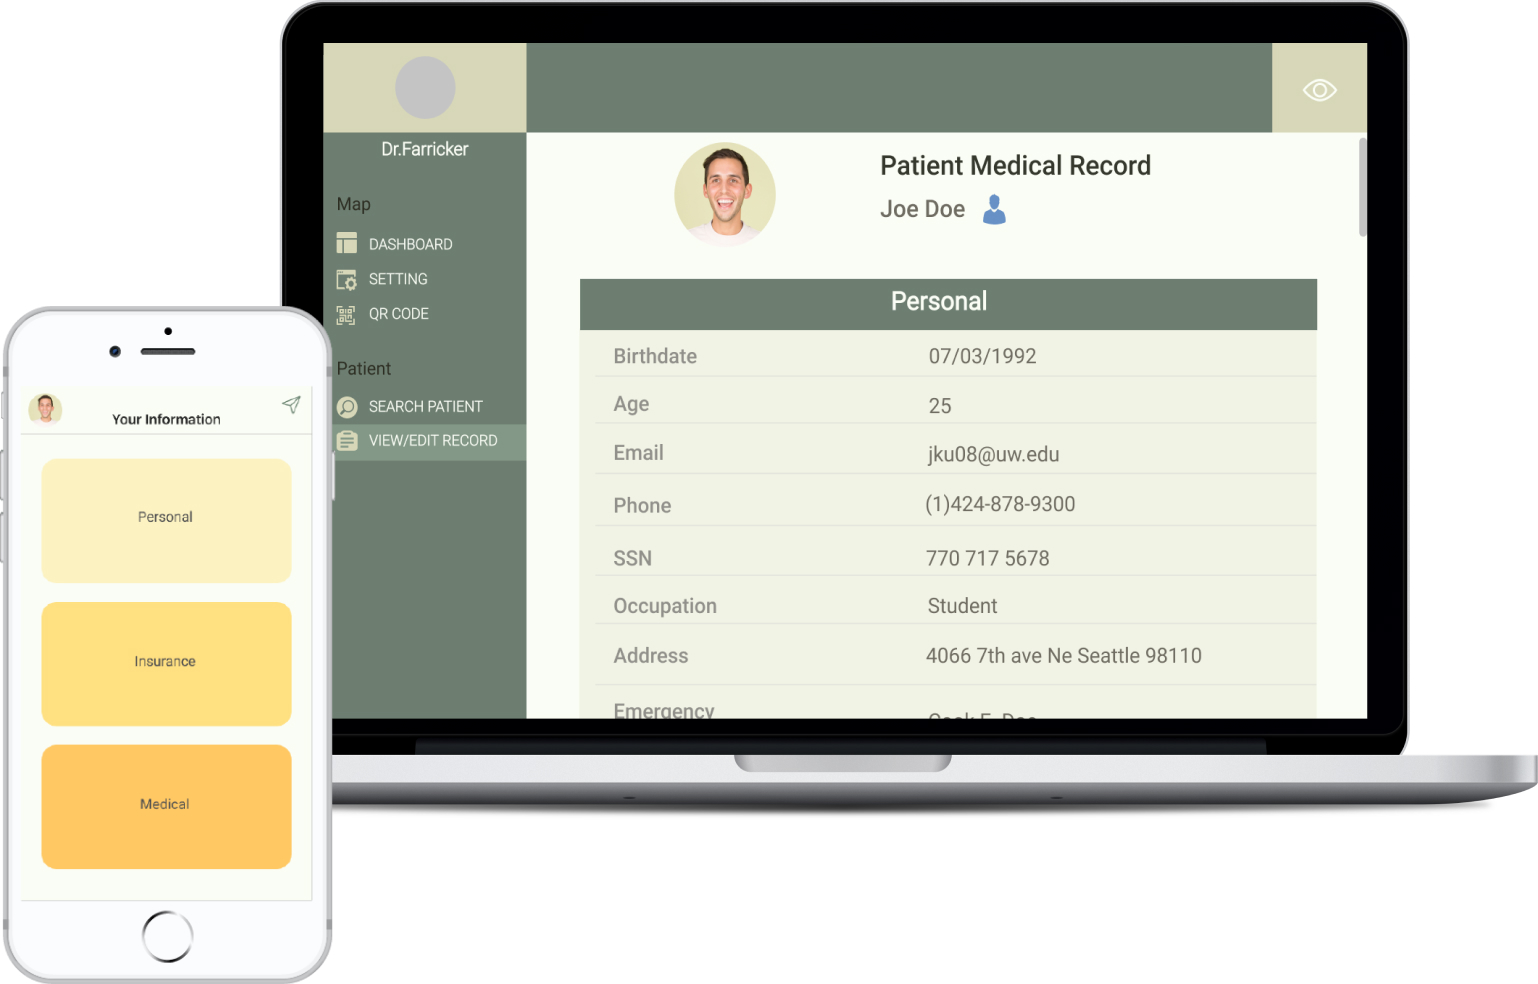 Dr.Farricker
Map
DASHBOARD
SETTING
QR CODE
Patient
SEARCH PATIENT
VIEW/EDIT RECORD
Patient Medical Record
Joe Doe
Personal
Birthdate 07/03/1992
Age 25
Email jku08@uw.edu
Phone (1)424-878-9300
SSN 770 717 5678
Occupation Student
Address 4066 7th ave Ne Seattle 98110
Emergency
Your Information
Personal
Insurance
Medical